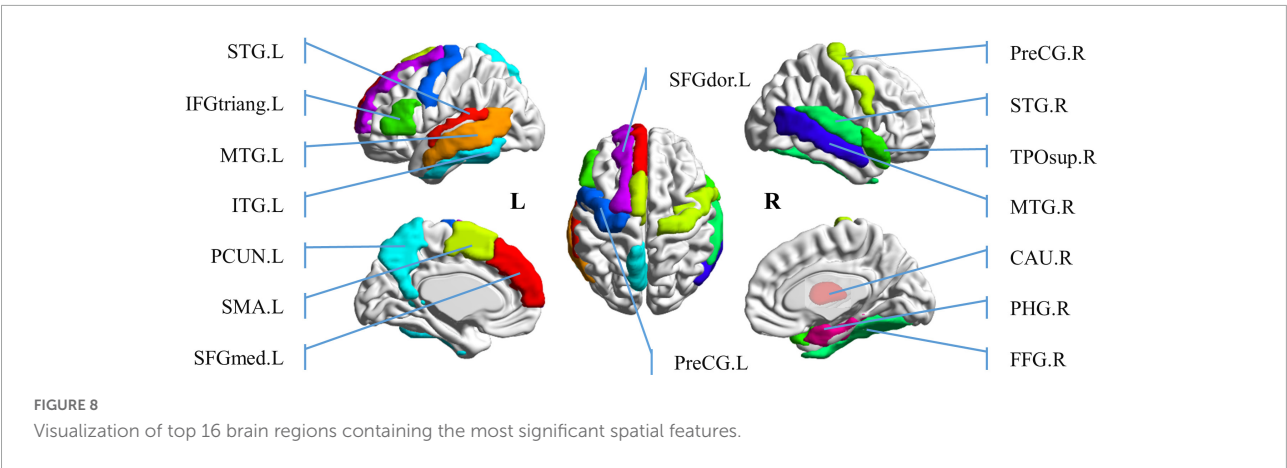 STG.L
IFGtriang.L
MTG.L
ITG.L
PCUN.L
SMA.L
SFGmed.L
SFGdor.L
L
R
PreCG.L
PreCG.R
STG.R
TPOsup.R
MTG.R
CAU.R
PHG.R
FFG.R
FIGURE 8
Visualization of top 16 brain regions containing the most significant spatial features.